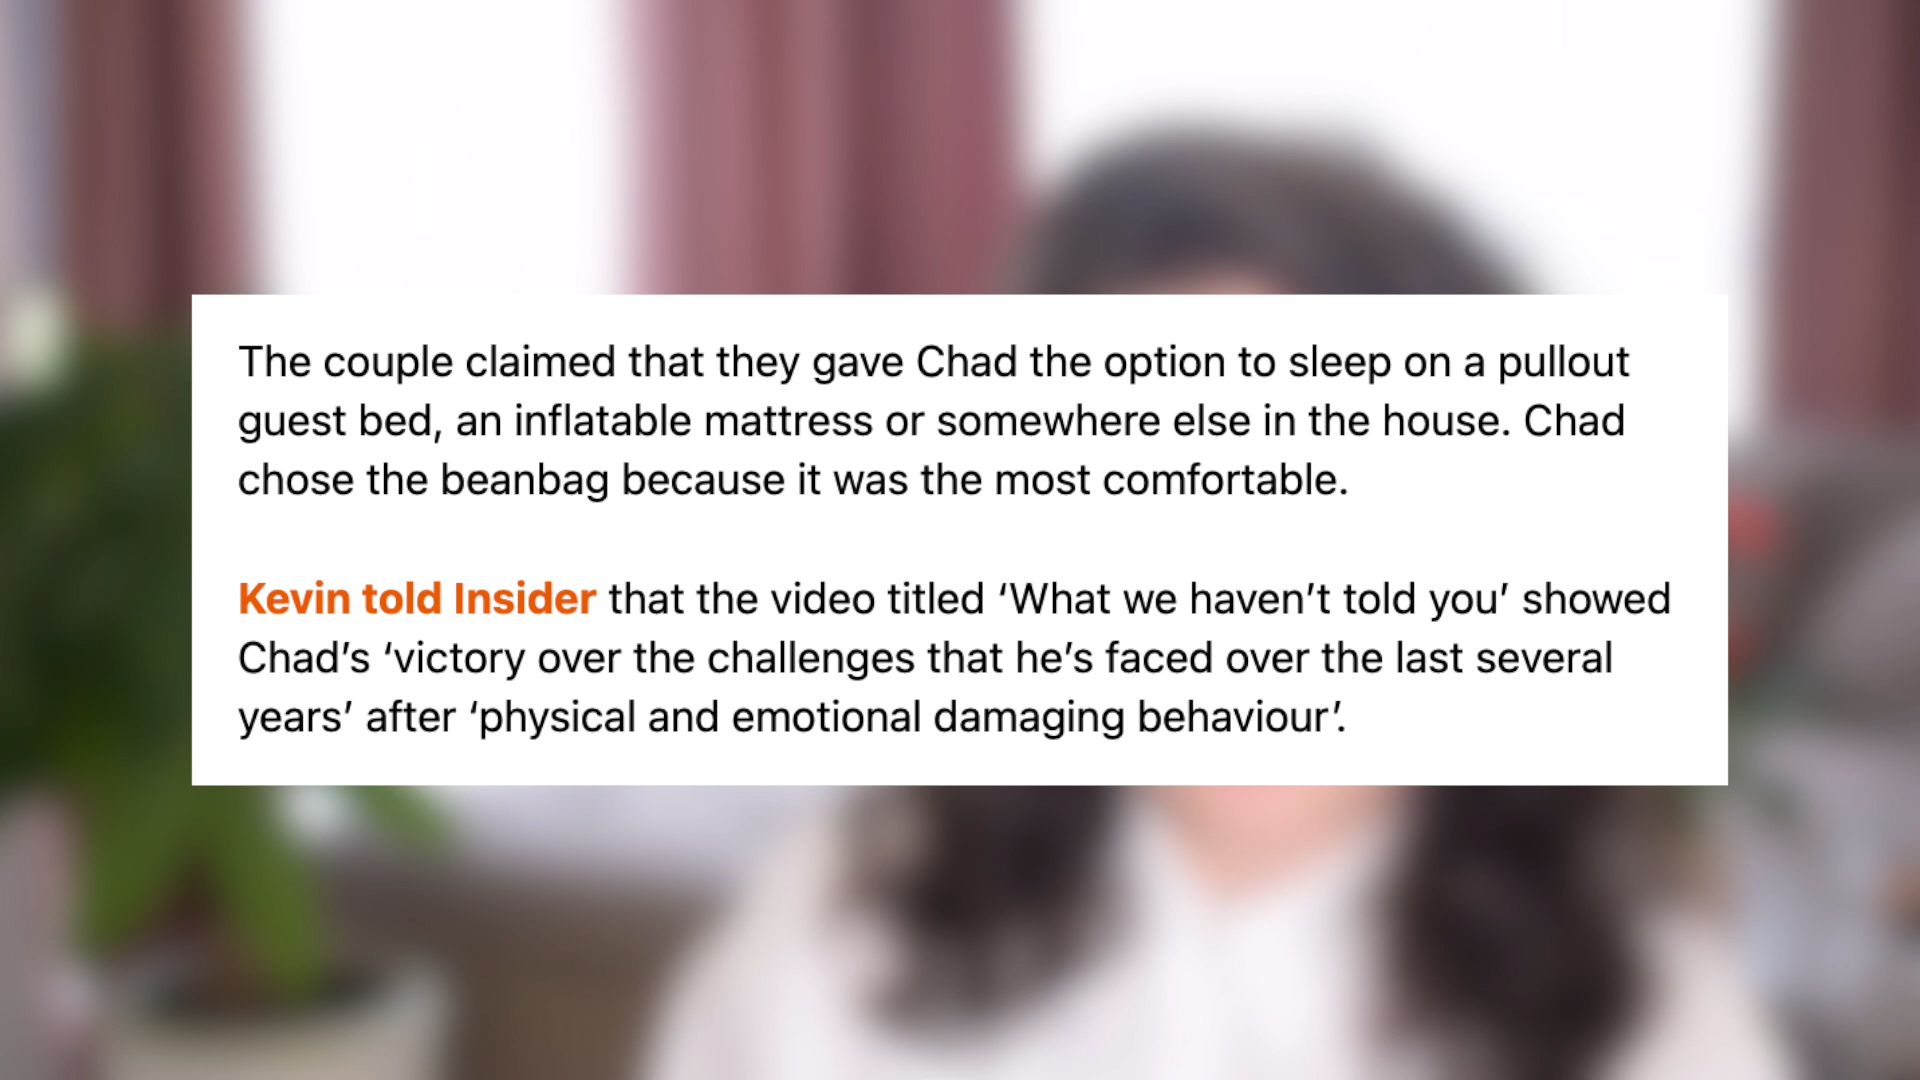 The couple claimed that they gave Chad the option to sleep on a pullout
guest bed, an inflatable mattress or somewhere else in the house. Chad
chose the beanbag because it was the most comfortable.
Kevin told Insider that the video titled ‘What we haven’t told you’ showed
Chad’s ‘victory over the challenges that he’s faced over the last several
years’ after ‘physical and emotional damaging behaviour’.